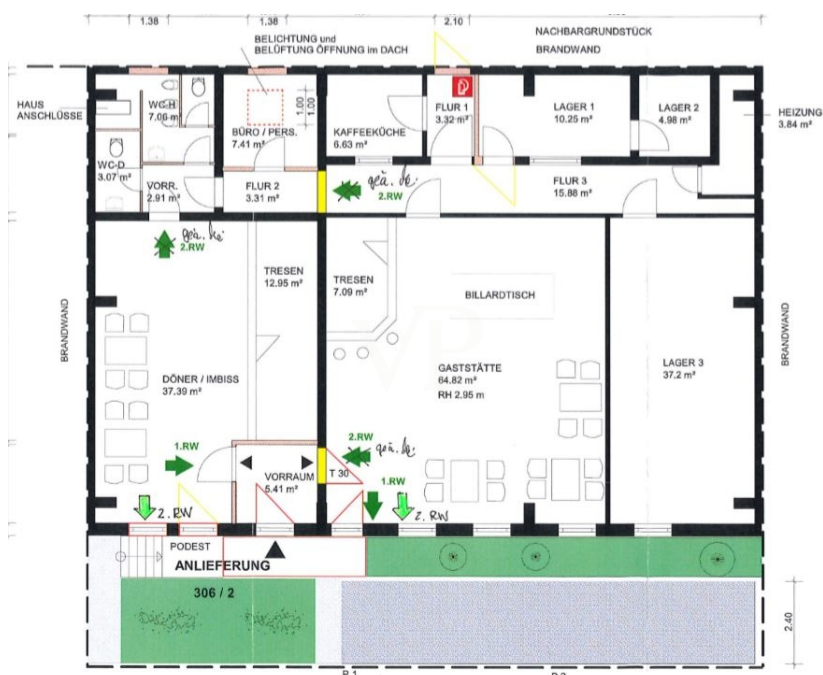 1.38
1.38
2.10
BELICHTUNG und
BELÜFTUNG ÖFFNUNG im DACH
NACHBARGRUNDSTÜCK
BRANDWAND
HAUS
ANSCHLÜSSE
WC-H
7.06 m²
1.00
1.00
BÜRO / PERS.
7.41 m²
KAFFEEKÜCHE
6.63 m²
FLUR 1
3.32 m²
LAGER 1
10.25 m²
LAGER 2
4.98 m²
HEIZUNG
3.84 m²
WC-D
3.07 m²
VORR.
2.91 m²
FLUR 2
3.31 m²
2.RW
FLUR 3
15.88 m²
2.RW
TRESEN
12.95 m²
TRESEN
7.09 m²
BILLARDTISCH
BRANDWAND
BRANDWAND
DÖNER / IMBISS
37.39 m²
GASTSTÄTTE
64.82 m²
RH 2.95 m
LAGER 3
37.2 m²
VP
1.RW
2.RW
VORRAUM
5.41 m²
T 30
1.RW
2. RW
2. RW
PODEST
ANLIEFERUNG
306 / 2
2.40